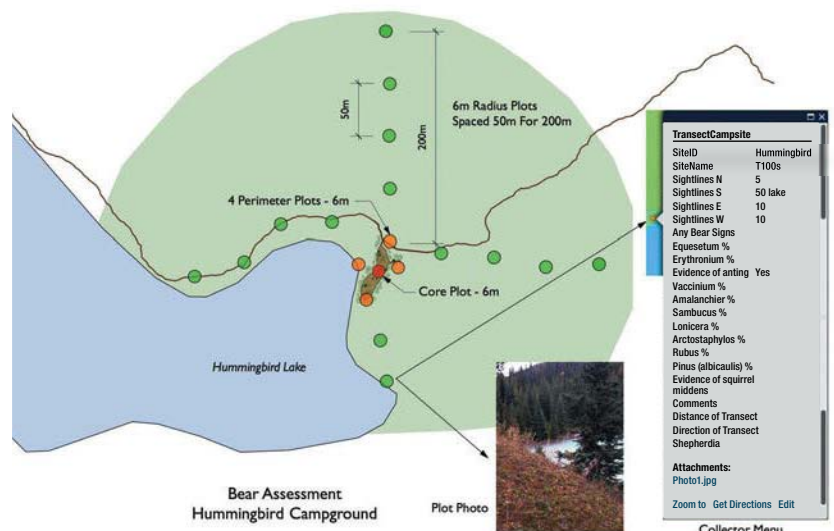 50m
200m
6m Radius Plots
Spaced 50m For 200m
4 Perimeter Plots - 6m
Core Plot - 6m
Hummingbird Lake
Bear Assessment
Hummingbird Campground
Plot Photo
TransectCampsite
SiteID Hummingbird
SiteName T100s
Sightlines N 5
Sightlines S 50 lake
Sightlines E 10
Sightlines W 10
Any Bear Signs
Equesetum %
Erythronium %
Evidence of anting Yes
Vaccinium %
Amalanchier %
Sambucus %
Lonicera %
Arctostaphylos %
Rubus %
Pinus (albicaulis) %
Evidence of squirrel
middens
Comments
Distance of Transect
Direction of Transect
Shepherdia
Attachments:
Photo1.jpg
Zoom to Get Directions Edit
Collector Menu